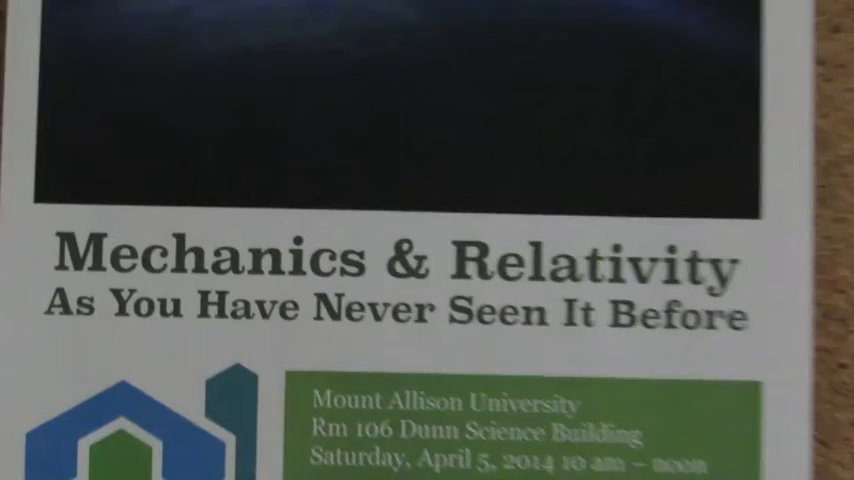 Mechanics & Relativity
As You Have Never Seen It Before
Mount Allison University
Rm 106 Dunn Science Building
Saturday, April 5, 2014 10 am – noon